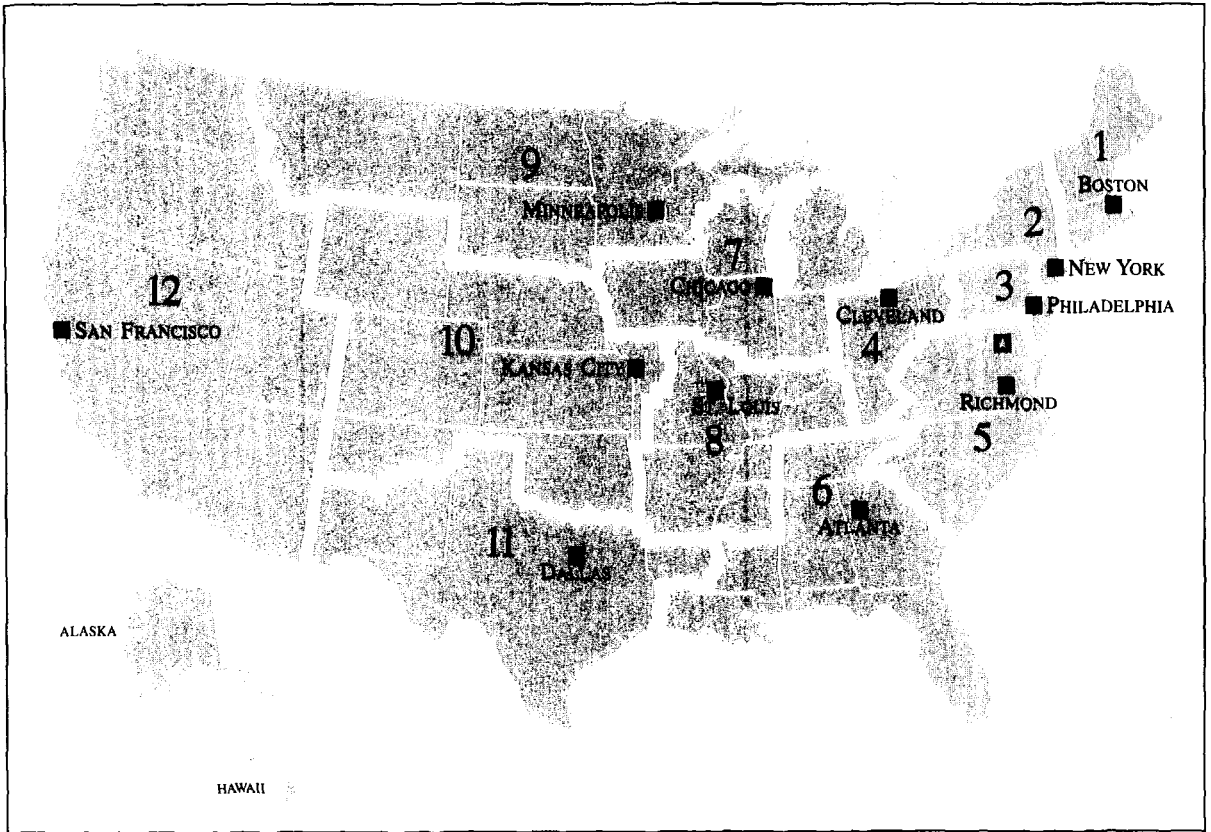 1
BOSTON
9
MINNEAPOLIS
2
7
NEW YORK
12
CHICAGO
3
CLEVELAND
PHILADELPHIA
SAN FRANCISCO
10
4
KANSAS CITY
ST. LOUIS
RICHMOND
8
5
6
ATLANTA
11
DALLAS
ALASKA
HAWAII